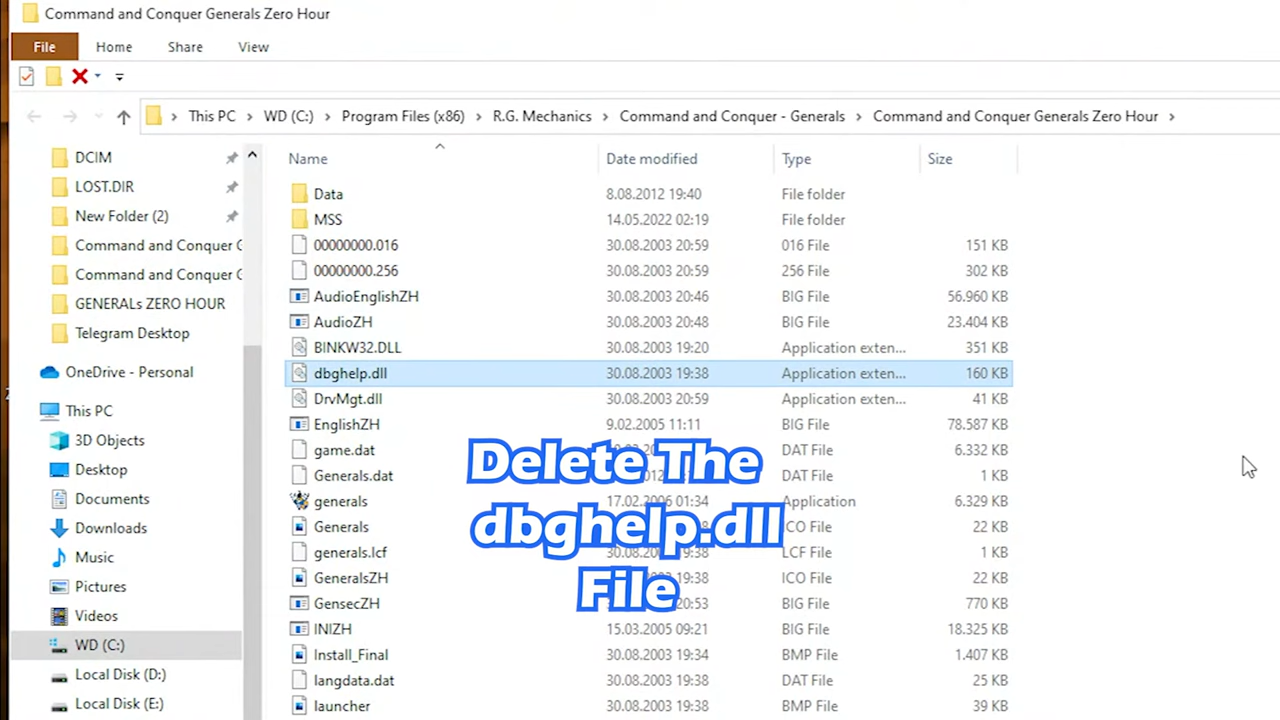 Command and Conquer Generals Zero Hour
File Home Share View
This PC WD (C:) Program Files (x86) R.G. Mechanics Command and Conquer - Generals Command and Conquer Generals Zero Hour
DCIM
LOST.DIR
New Folder (2)
Command and Conquer G
Command and Conquer G
GENERALs ZERO HOUR
Telegram Desktop
OneDrive - Personal
This PC
3D Objects
Desktop
Documents
Downloads
Music
Pictures
Videos
WD (C:)
Local Disk (D:)
Local Disk (E:)
Name Date modified Type Size
Data 8.08.2012 19:40 File folder
MSS 14.05.2022 02:19 File folder
00000000.016 30.08.2003 20:59 016 File 151 KB
00000000.256 30.08.2003 20:59 256 File 302 KB
AudioEnglishZH 30.08.2003 20:46 BIG File 56.960 KB
AudioZH 30.08.2003 20:48 BIG File 23.404 KB
BINKW32.DLL 30.08.2003 19:20 Application exten... 351 KB
dbghelp.dll 30.08.2003 19:38 Application exten... 160 KB
DrvMgt.dll 30.08.2003 20:59 Application exten... 41 KB
EnglishZH 9.02.2005 11:11 BIG File 78.587 KB
game.dat DAT File 6.332 KB
Generals.dat DAT File 1 KB
generals 17.02.2006 01:34 Application 6.329 KB
Generals ICO File 22 KB
generals.lcf LCF File 1 KB
GeneralsZH ICO File 22 KB
GensecZH BIG File 770 KB
INIZH 15.03.2005 09:21 BIG File 18.325 KB
Install_Final 30.08.2003 19:34 BMP File 1.407 KB
langdata.dat 30.08.2003 20:59 DAT File 25 KB
launcher 30.08.2003 20:59 BMP File 39 KB
Delete The
dbghelp.dll
File